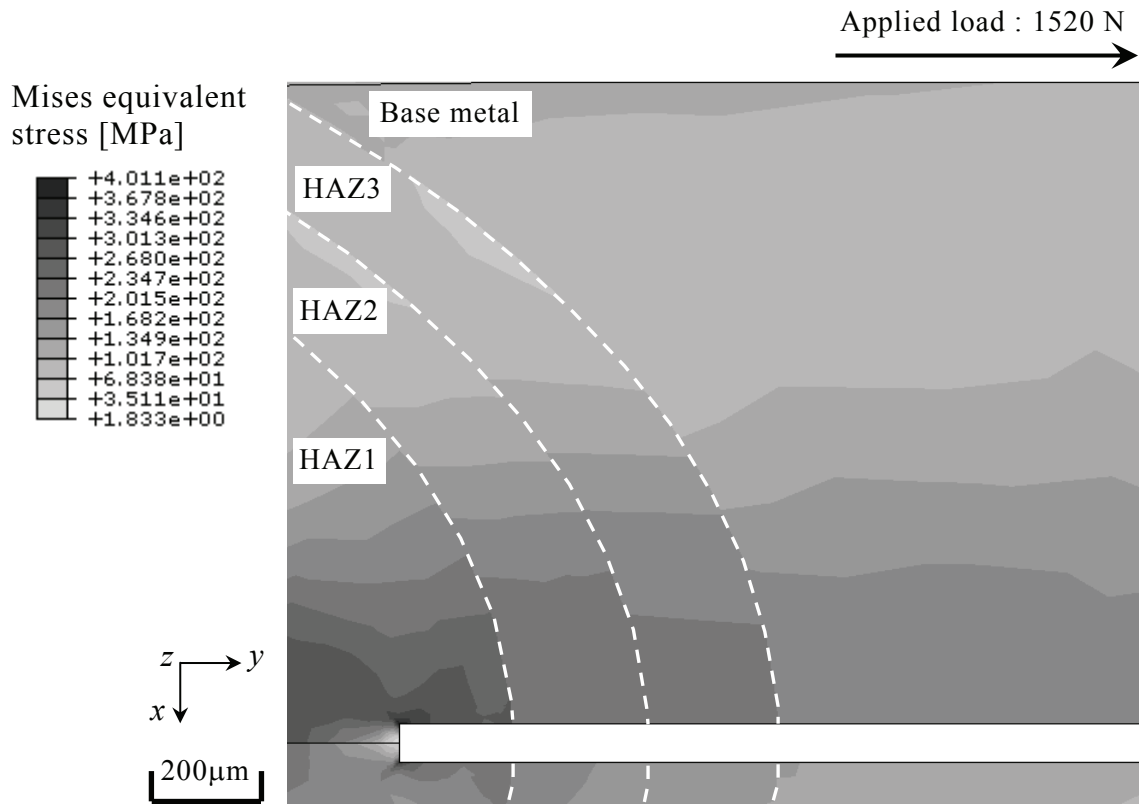 Applied load : 1520 N
Mises equivalent
stress [MPa]
+4.011e+02
+3.678e+02
+3.346e+02
+3.013e+02
+2.680e+02
+2.347e+02
+2.015e+02
+1.682e+02
+1.349e+02
+1.017e+02
+6.838e+01
+3.511e+01
+1.833e+00
Base metal
HAZ3
HAZ2
HAZ1
z y
x
200μm